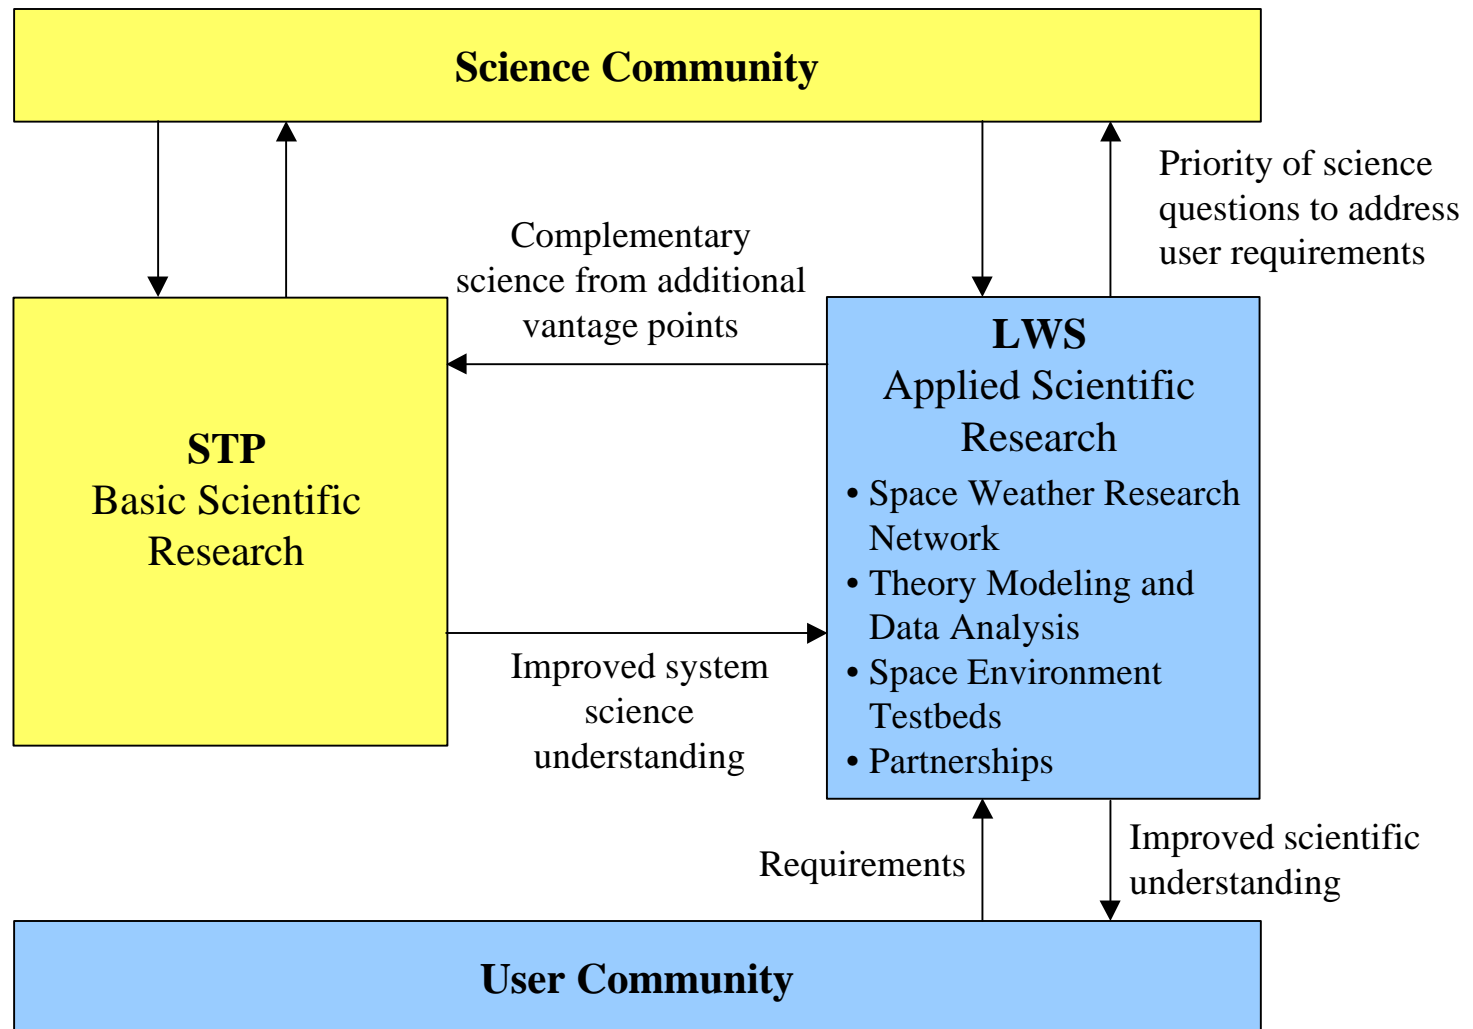 Science Community
Priority of science
questions to address
user requirements
Complementary
science from additional
vantage points
STP
Basic Scientific
Research
LWS
Applied Scientific
Research
• Space Weather Research
Network
• Theory Modeling and
Data Analysis
• Space Environment
Testbeds
• Partnerships
Improved system
science
understanding
Requirements
Improved scientific
understanding
User Community